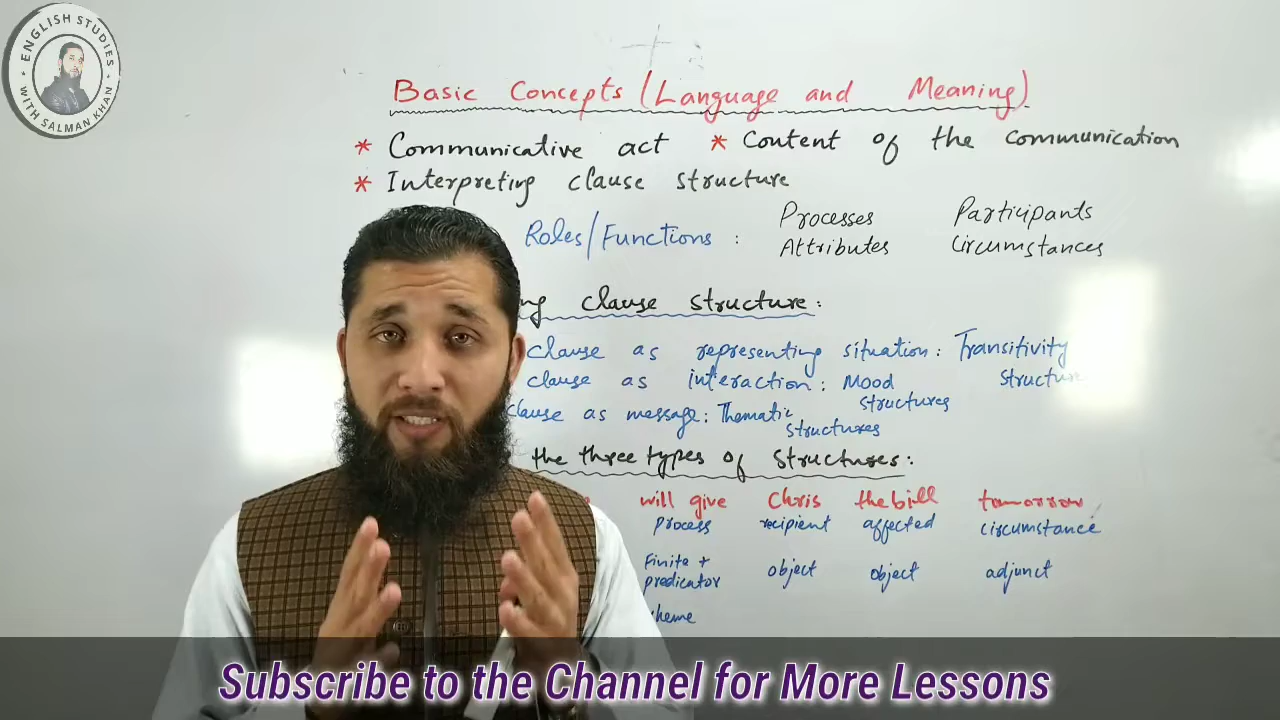 ENGLISH STUDIES
WITH SALMAN KHAN
Basic Concepts (Language and Meaning)
* Communicative act * Content of the communication
* Interpreting clause structure
Roles/Functions : Processes Participants
Attributes Circumstances
ng clause structure:
clause as representing situation: Transitivity structure
clause as interaction: Mood structures
clause as message: Thematic structures
the three types of structures:
will give Chris the bill tomorrow
process recipient affected circumstance
Finite + predicator object object adjunct
heme
Subscribe to the Channel for More Lessons